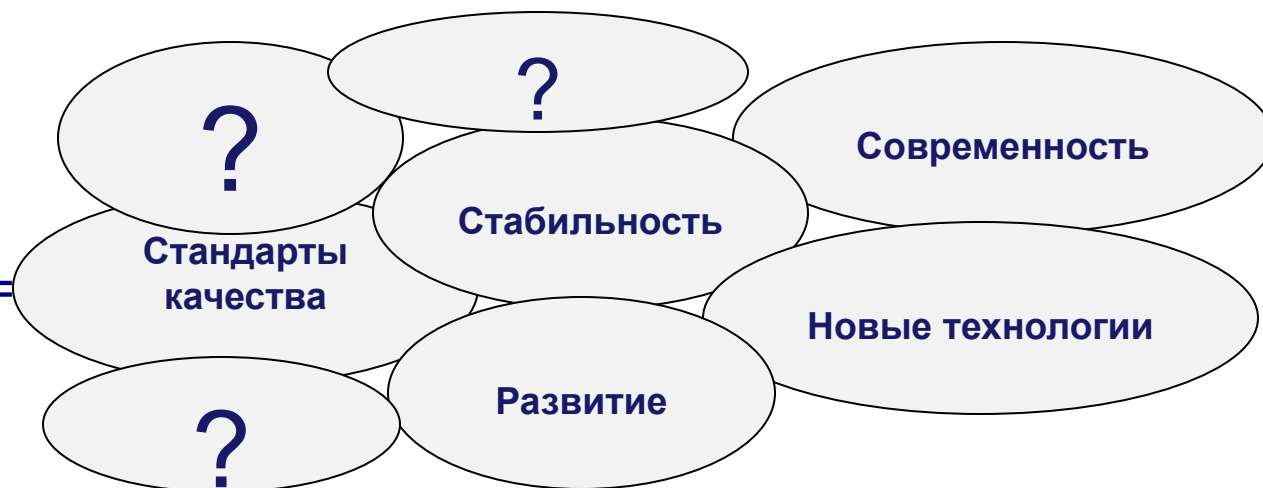 ?
?
Современность
Стабильность
Стандарты
качества
=
Новые технологии
Развитие
?